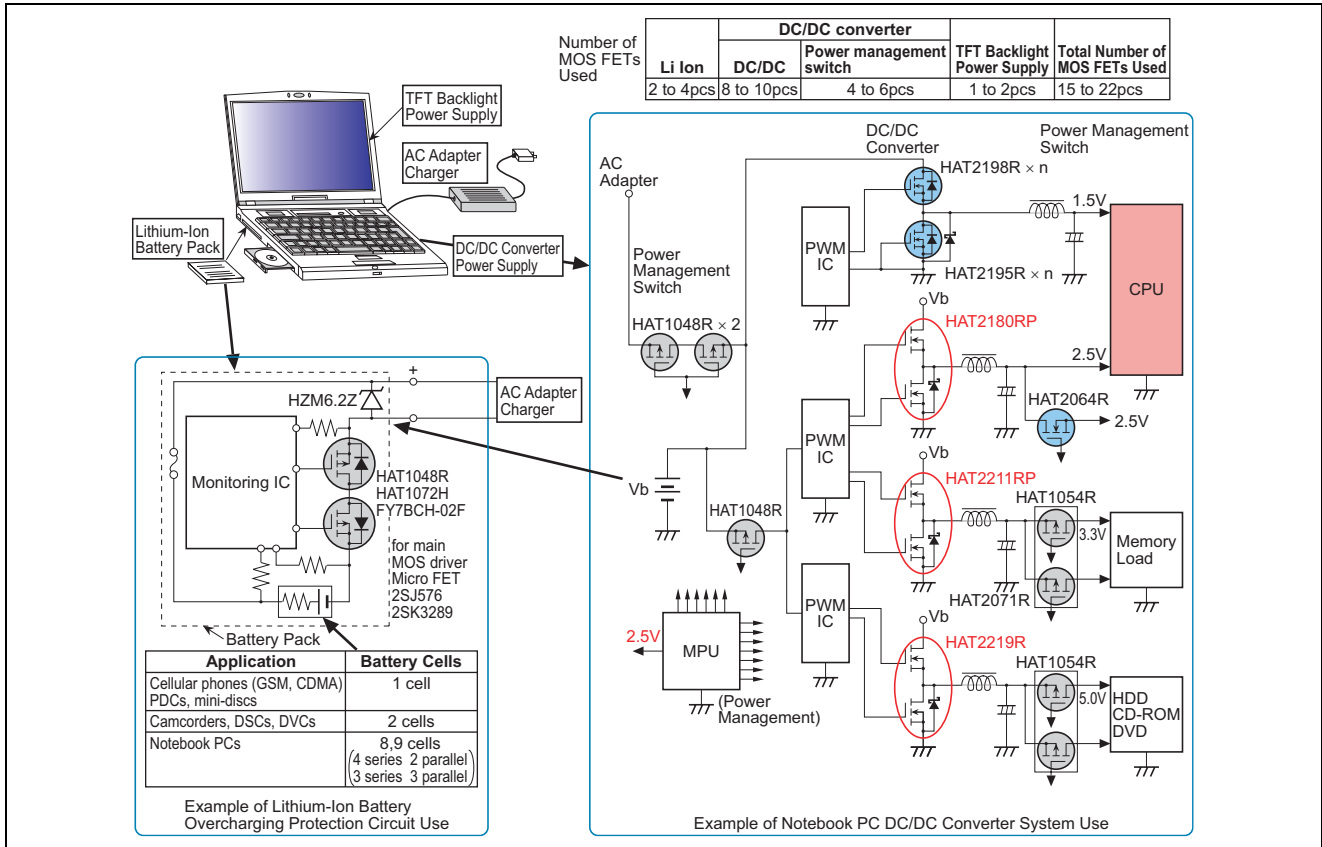 Number of
MOS FETs
Used
DC/DC converter
Li Ion
DC/DC
Power management
switch
TFT Backlight
Power Supply
Total Number of
MOS FETs Used
2 to 4pcs
8 to 10pcs
4 to 6pcs
1 to 2pcs
15 to 22pcs
TFT Backlight
Power Supply
AC Adapter
Charger
Lithium-Ion
Battery Pack
DC/DC Converter
Power Supply
AC
Adapter
DC/DC
Converter
Power Management
Switch
HAT2198R × n
1.5V
PWM
IC
HAT2195R × n
CPU
Power
Management
Switch
HAT1048R × 2
Vb
HAT2180RP
2.5V
HAT2064R
2.5V
PWM
IC
Vb
HAT2211RP
HAT1054R
3.3V
Memory
Load
HAT2071R
Vb
HAT1048R
PWM
IC
Vb
HAT2219R
HAT1054R
5.0V
HDD
CD-ROM
DVD
2.5V
MPU
(Power
Management)
Example of Notebook PC DC/DC Converter System Use
+
HZM6.2Z
AC Adapter
Charger
Monitoring IC
HAT1048R
HAT1072H
FY7BCH-02F
for main
MOS driver
Micro FET
2SJ576
2SK3289
-
Battery Pack
Application
Battery Cells
Cellular phones (GSM, CDMA)
PDCs, mini-discs
1 cell
Camcorders, DSCs, DVCs
2 cells
Notebook PCs
8,9 cells
(4 series 2 parallel
3 series 3 parallel)
Example of Lithium-Ion Battery
Overcharging Protection Circuit Use